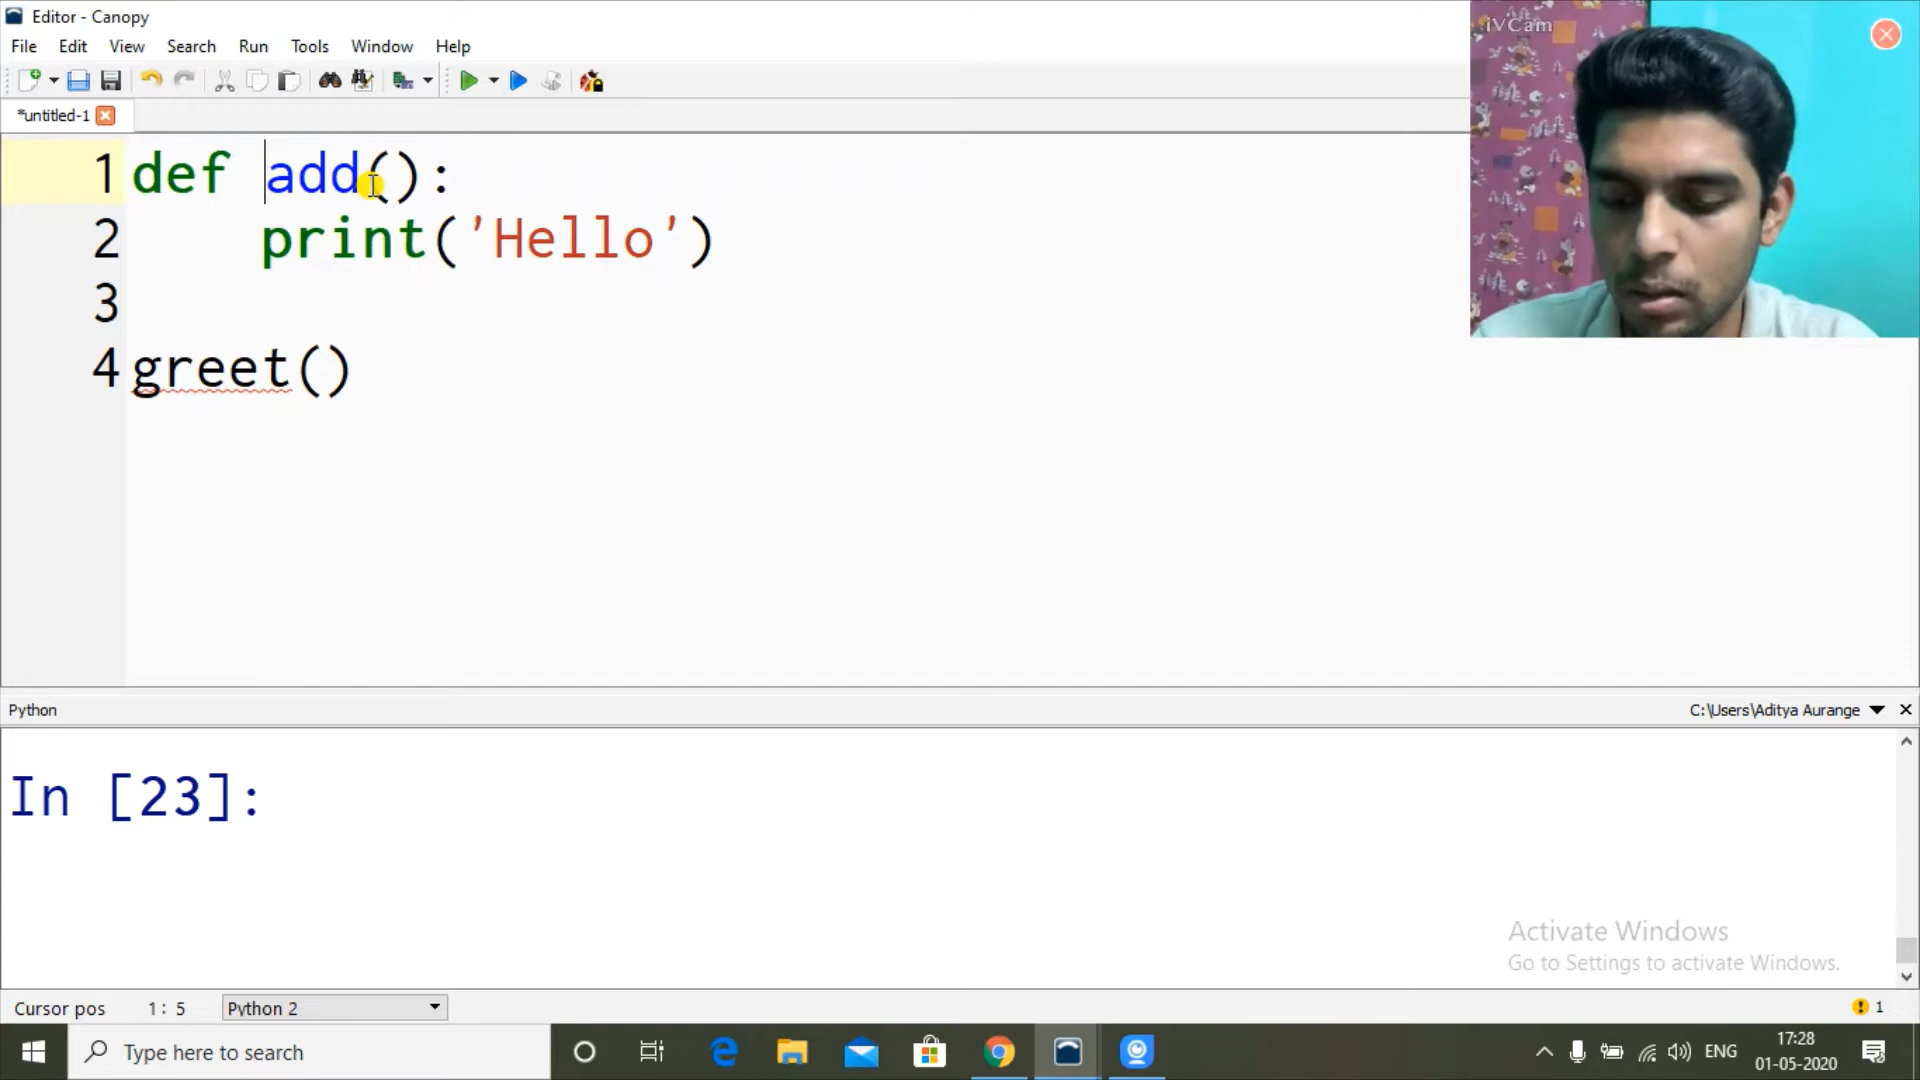 Editor - Canopy
File Edit View Search Run Tools Window Help
*untitled-1
1 def add():
2     print('Hello')
3
4 greet()
iVCam
Python C:\Users\Aditya Aurange
In [23]:
Activate Windows
Go to Settings to activate Windows.
Cursor pos 1: 5 Python 2 1
Type here to search ENG 17:28
01-05-2020